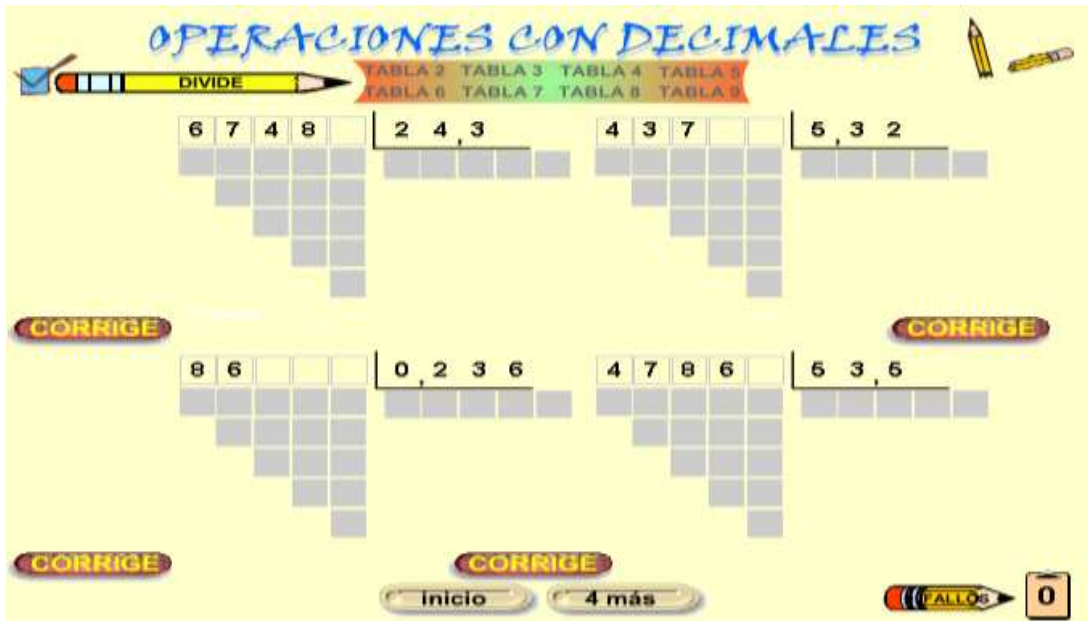 OPERACIONES CON DECIMALES
DIVIDE
TABLA 2 TABLA 3 TABLA 4 TABLA 5
TABLA 6 TABLA 7 TABLA 8 TABLA 9
6 7 4 8 2 4,3
4 3 7 5,3 2
CORRIGE CORRIGE
8 6 0,2 3 6
4 7 8 6 5 3,5
CORRIGE CORRIGE
inicio 4 más
FALLOS 0